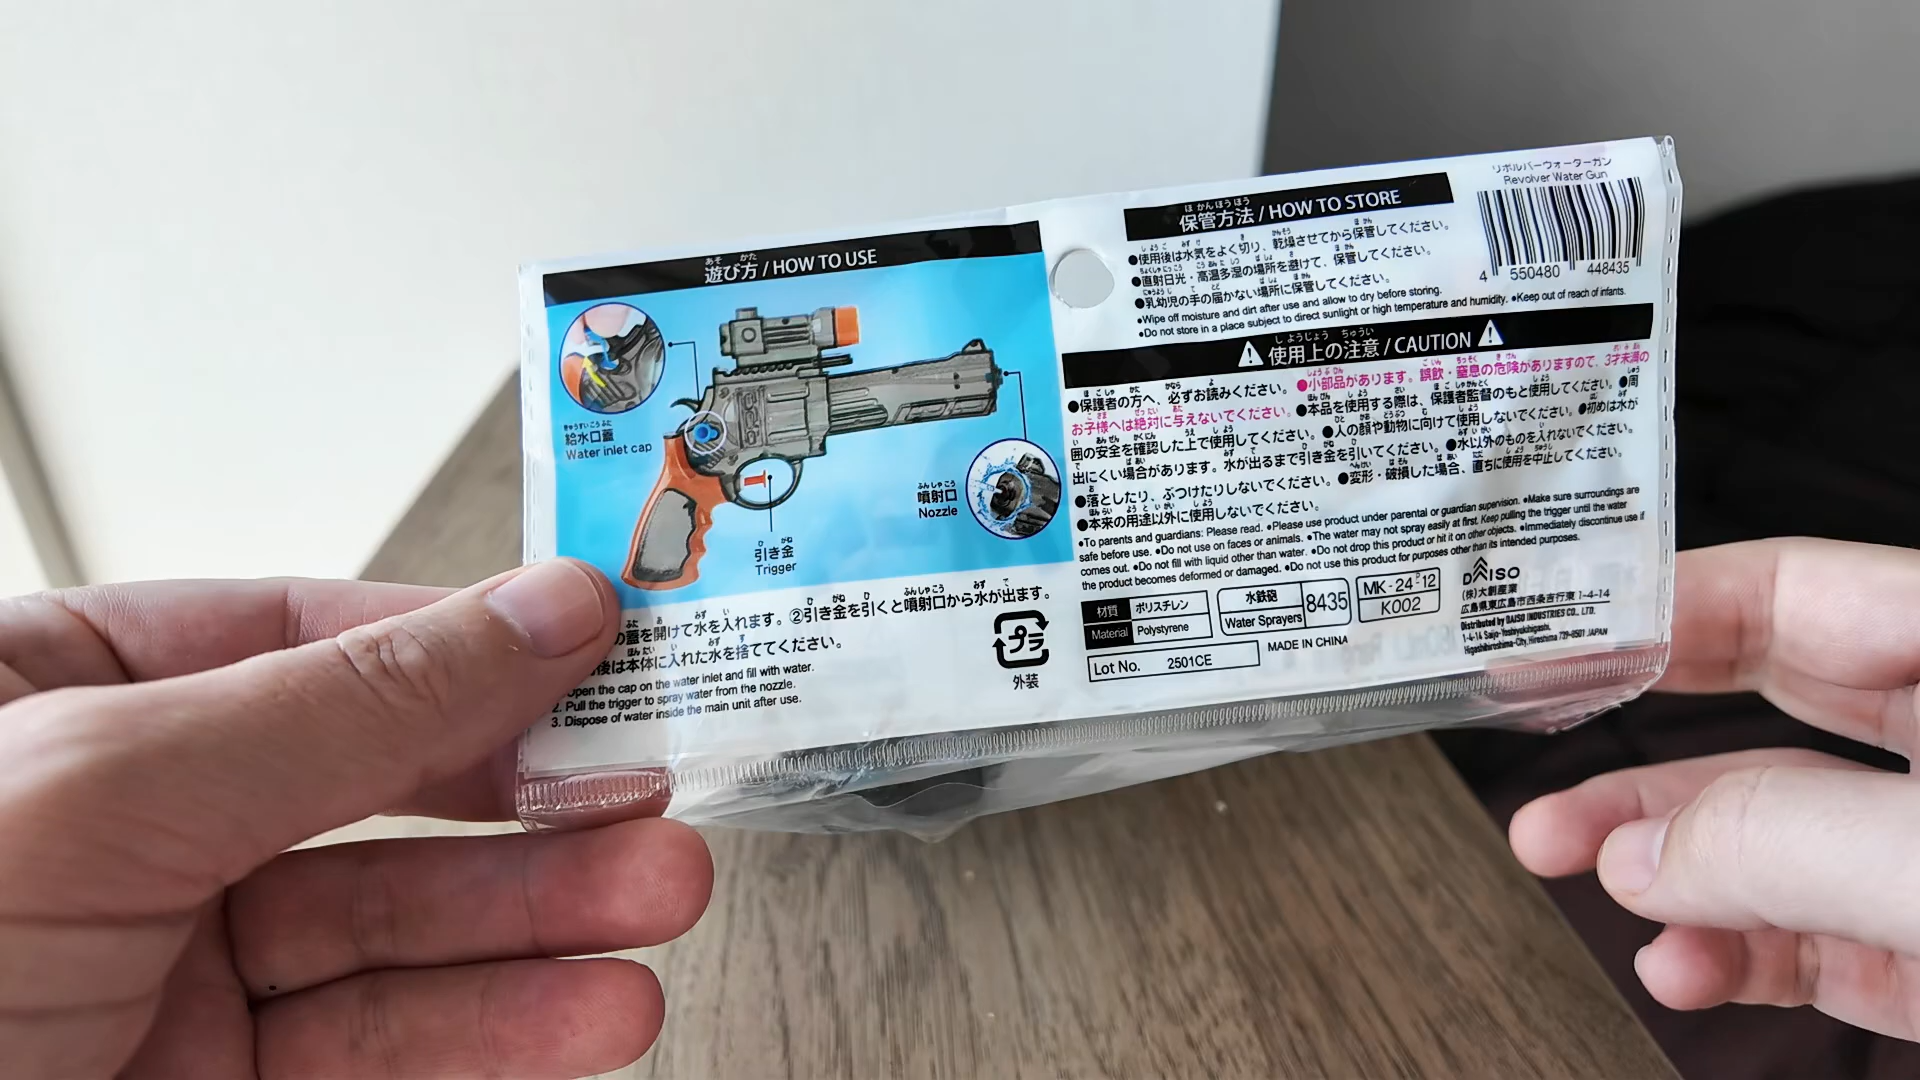 遊び方 / HOW TO USE
給水口蓋
Water inlet cap
引き金
Trigger
噴射口
Nozzle
の蓋を開けて水を入れます。②引き金を引くと噴射口から水が出ます。
後は本体に入れた水を捨ててください。
Open the cap on the water inlet and fill with water.
2. Pull the trigger to spray water from the nozzle.
3. Dispose of water inside the main unit after use.
プラ
外装
保管方法 / HOW TO STORE
●使用後は水気をよく切り、乾燥させてから保管してください。
●直射日光・高温多湿の場所を避けて、保管してください。
●乳幼児の手の届かない場所に保管してください。
●Wipe off moisture and dirt after use and allow to dry before storing.
●Do not store in a place subject to direct sunlight or high temperature and humidity. ●Keep out of reach of infants.
リボルバーウォーターガン
Revolver Water Gun
4 550480 448435
使用上の注意 / CAUTION
●保護者の方へ、必ずお読みください。●小部品があります。誤飲・窒息の危険がありますので、3才未満の
お子様へは絶対に与えないでください。●本品を使用する際は、保護者監督のもと使用してください。●周
囲の安全を確認した上で使用してください。●人の顔や動物に向けて使用しないでください。●初めは水が
出にくい場合があります。水が出るまで引き金を引いてください。●水以外のものを入れないでください。
●落としたり、ぶつけたりしないでください。●変形・破損した場合、直ちに使用を中止してください。
●本来の用途以外に使用しないでください。
●To parents and guardians: Please read. ●Please use product under parental or guardian supervision. ●Make sure surroundings are
safe before use. ●Do not use on faces or animals. ●The water may not spray easily at first. Keep pulling the trigger until the water
comes out. ●Do not fill with liquid other than water. ●Do not drop this product or hit it on other objects. ●Immediately discontinue use if
the product becomes deformed or damaged. ●Do not use this product for purposes other than its intended purposes.
材質 ポリスチレン
Material Polystyrene
水鉄砲
Water Sprayers 8435
MK-24-12
K002
Lot No. 2501CE
MADE IN CHINA
DAISO
(株)大創産業
広島県東広島市西条吉行東 1-4-14
Distributed by DAISO INDUSTRIES CO., LTD.
1-4-14 Saijo-Yoshiyukihigashi,
Higashihiroshima-City, Hiroshima 739-8501 JAPAN